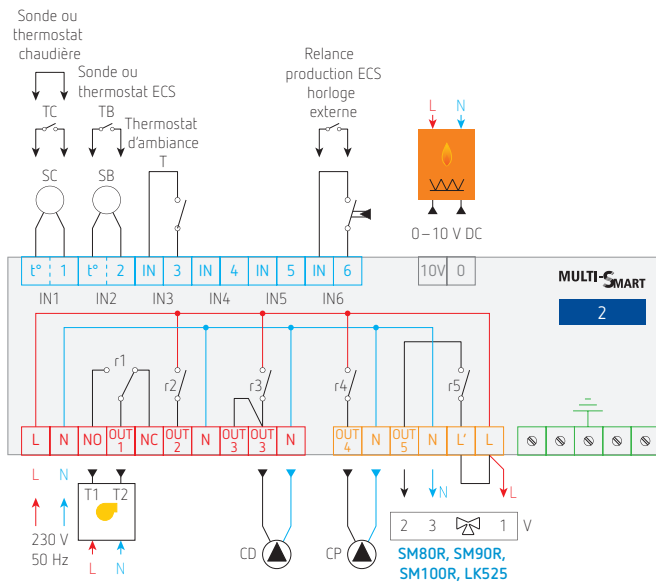 Sonde ou
thermostat
chaudière
Sonde ou
thermostat ECS
TC
TB
Thermostat
d'ambiance
T
SC
SB
Relance
production ECS
horloge
externe
L N
0–10 V DC
t° 1 t° 2 IN 3 IN 4 IN 5 IN 6
10V 0
IN1 IN2 IN3 IN4 IN5 IN6
MULTI-SMART
2
r1
r2
r3
r4
r5
L N NO OUT 1 NC OUT 2 N OUT 3 OUT 3 N OUT 4 N OUT 5 N L' L
L N
T1 T2
230 V
50 Hz
L N
CD
CP
N
L
2 3 1 V
SM80R, SM90R,
SM100R, LK525